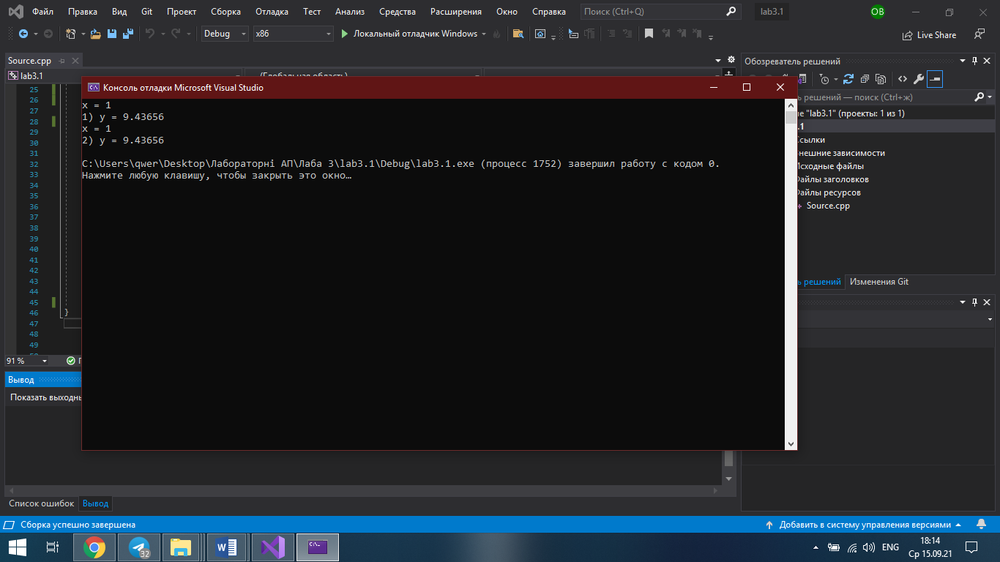 Файл Правка Вид Git Проект Сборка Отладка Тест Анализ Средства Расширения Окно Справка Поиск (Ctrl+Q) lab3.1 OB
Debug x86 Локальный отладчик Windows Live Share
Source.cpp
Обозреватель решений
lab3.1 (Глобальная область)
Консоль отладки Microsoft Visual Studio
x = 1
1) y = 9.43656
x = 1
2) y = 9.43656
C:\Users\qwer\Desktop\Лабораторні АП\Лаба 3\lab3.1\Debug\lab3.1.exe (процесс 1752) завершил работу с кодом 0.
Нажмите любую клавишу, чтобы закрыть это окно…
25
26
27
28
29
30
31
32
33
34
35
36
37
38
39
40
41
42
43
44
45
46 }
47
48
49
91 %
решений — поиск (Ctrl+ж)
"lab3.1" (проекты: 1 из 1)
.1
сылки
нешние зависимости
сходные файлы
айлы заголовков
айлы ресурсов
Source.cpp
решений Изменения Git
Вывод
Показать выходны
Список ошибок Вывод
Сборка успешно завершена Добавить в систему управления версиями
32 ENG 18:14
Ср 15.09.21